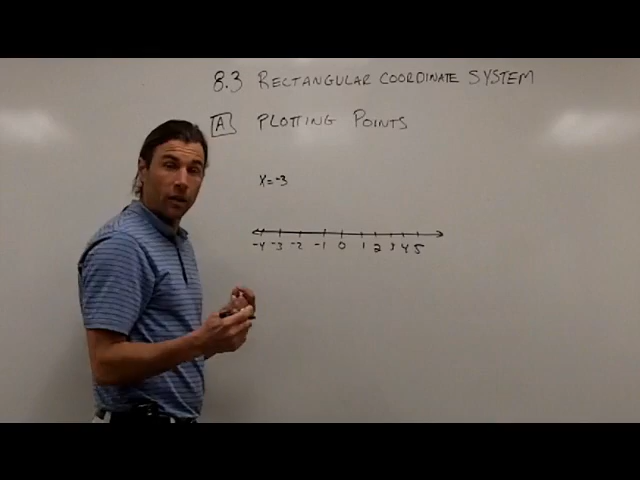 8.3 RECTANGULAR COORDINATE SYSTEM
A PLOTTING POINTS
x=-3
-4 -3 -2 -1 0 1 2 3 4 5